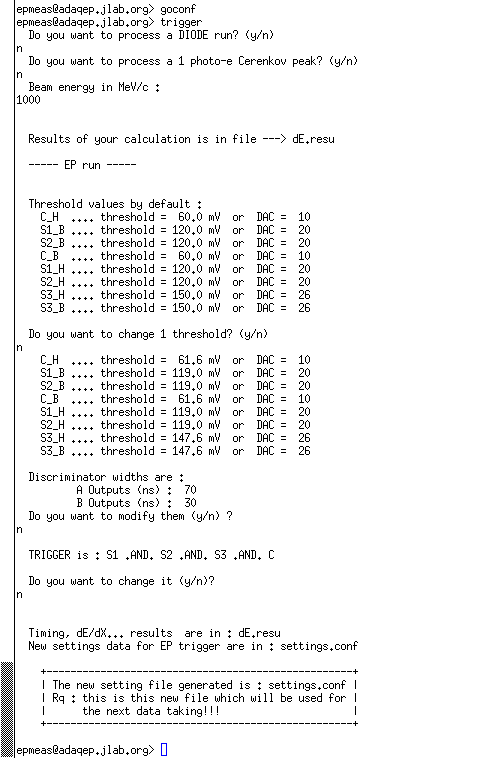 epmeas@adaqep.jlab.org> goconf
epmeas@adaqep.jlab.org> trigger
Do you want to process a DIODE run? (y/n)
n
Do you want to process a 1 photo-e Cerenkov peak? (y/n)
n
Beam energy in MeV/c :
1000
Results of your calculation is in file ---> dE.resu
----- EP run -----
Threshold values by default :
C_H .... threshold = 60.0 mV or DAC = 10
S1_B .... threshold = 120.0 mV or DAC = 20
S2_B .... threshold = 120.0 mV or DAC = 20
C_B .... threshold = 60.0 mV or DAC = 10
S1_H .... threshold = 120.0 mV or DAC = 20
S2_H .... threshold = 120.0 mV or DAC = 20
S3_H .... threshold = 150.0 mV or DAC = 26
S3_B .... threshold = 150.0 mV or DAC = 26
Do you want to change 1 threshold? (y/n)
n
C_H .... threshold = 61.6 mV or DAC = 10
S1_B .... threshold = 119.0 mV or DAC = 20
S2_B .... threshold = 119.0 mV or DAC = 20
C_B .... threshold = 61.6 mV or DAC = 10
S1_H .... threshold = 119.0 mV or DAC = 20
S2_H .... threshold = 119.0 mV or DAC = 20
S3_H .... threshold = 147.6 mV or DAC = 26
S3_B .... threshold = 147.6 mV or DAC = 26
Discriminator widths are :
A Outputs (ns) : 70
B Outputs (ns) : 30
Do you want to modify them (y/n) ?
n
TRIGGER is : S1 .AND. S2 .AND. S3 .AND. C
Do you want to change it (y/n)?
n
Timing, dE/dX... results are in : dE.resu
New settings data for EP trigger are in : settings.conf
+---------------------------------------------------+
| The new setting file generated is : settings.conf |
| Rq : this is this new file which will be used for |
| the next data taking!!! |
+---------------------------------------------------+
epmeas@adaqep.jlab.org>